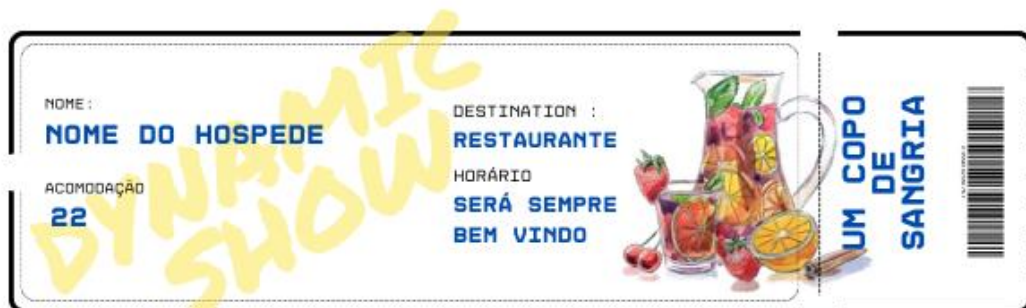 DYNAMIC
SHOW
NOME:
NOME DO HOSPEDE
ACOMODAÇÃO
22
DESTINATION :
RESTAURANTE
HORÁRIO
SERÁ SEMPRE
BEM VINDO
UM COPO
DE
SANGRIA